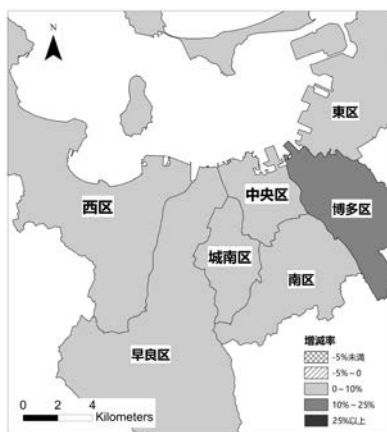 N
東区
西区
中央区
博多区
城南区
南区
早良区
増減率
-5%未満
-5%~0
0~10%
10%~25%
25%以上
0 2 4
Kilometers